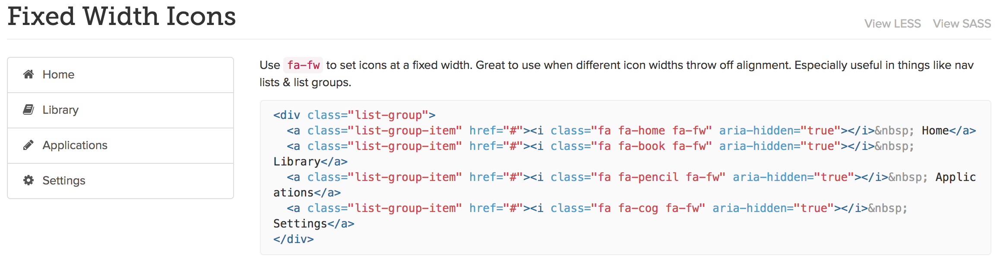 Fixed Width Icons
View LESS View SASS
Home
Library
Applications
Settings
Use fa-fw to set icons at a fixed width. Great to use when different icon widths throw off alignment. Especially useful in things like nav
lists & list groups.
<div class="list-group">
  <a class="list-group-item" href="#"><i class="fa fa-home fa-fw" aria-hidden="true"></i>&nbsp; Home</a>
  <a class="list-group-item" href="#"><i class="fa fa-book fa-fw" aria-hidden="true"></i>&nbsp;
Library</a>
  <a class="list-group-item" href="#"><i class="fa fa-pencil fa-fw" aria-hidden="true"></i>&nbsp; Applic
ations</a>
  <a class="list-group-item" href="#"><i class="fa fa-cog fa-fw" aria-hidden="true"></i>&nbsp;
Settings</a>
</div>